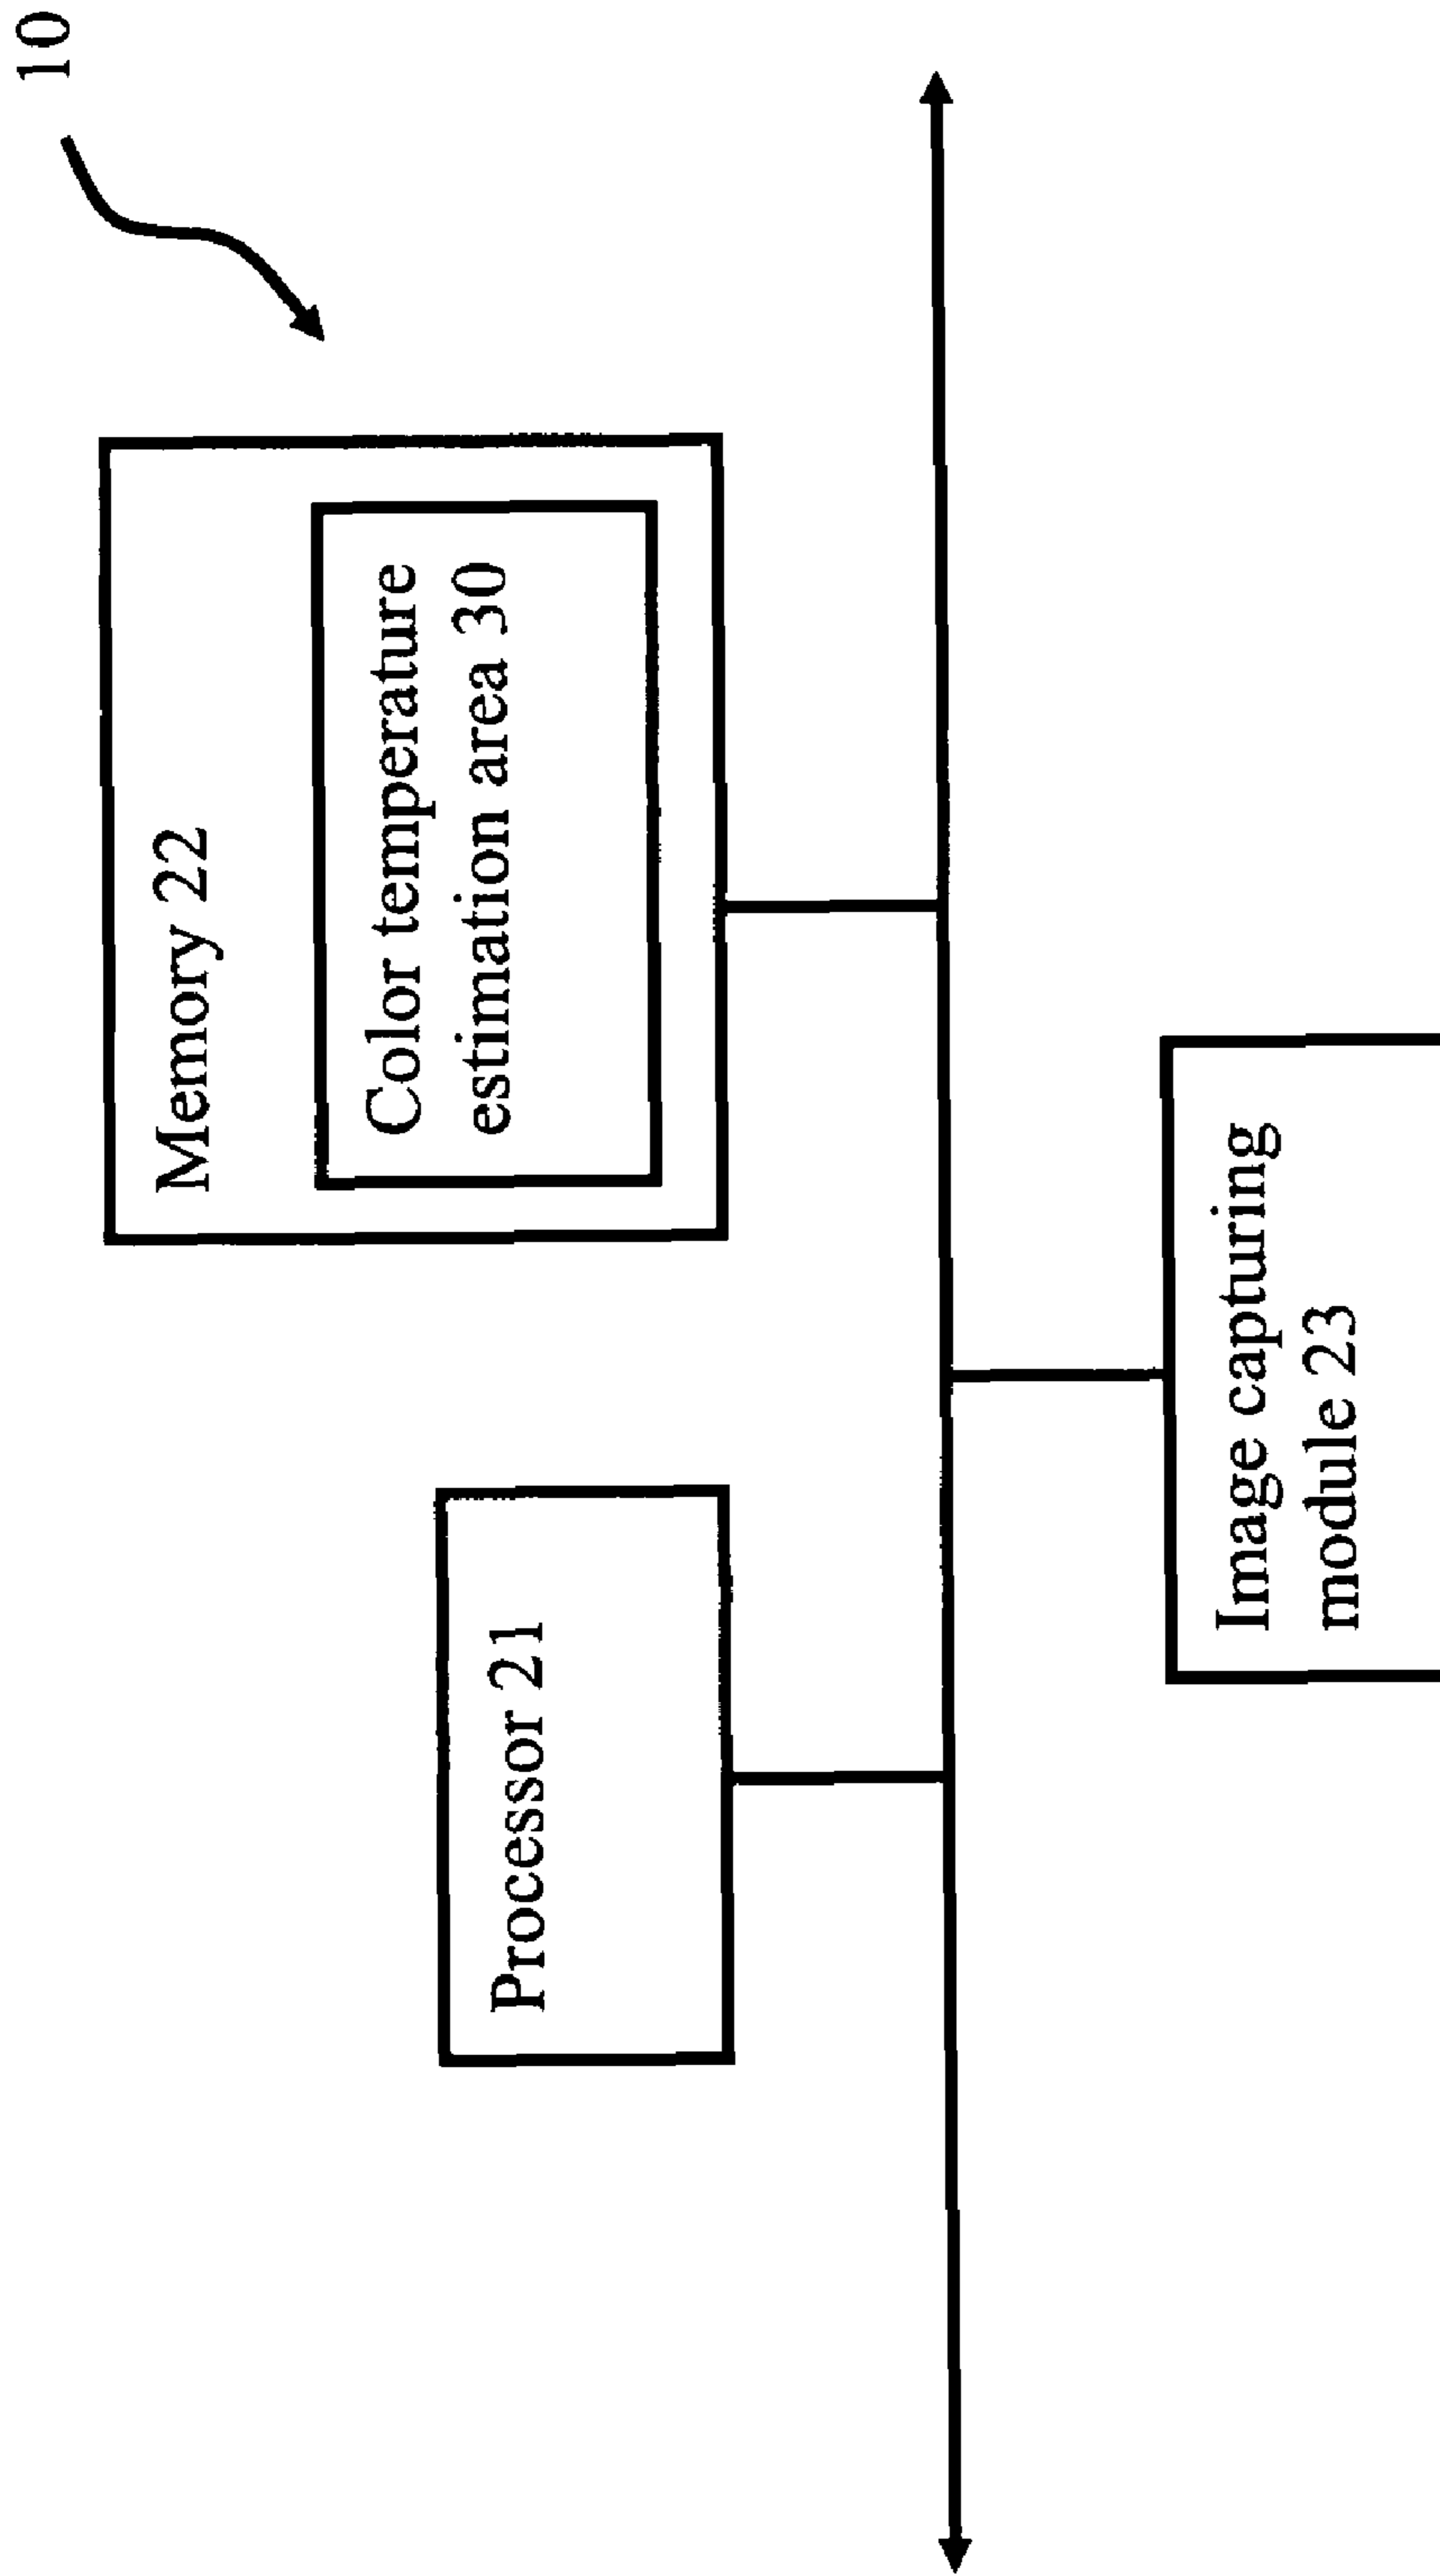 10
Memory 22
Color temperature
estimation area 30
Processor 21
Image capturing
module 23